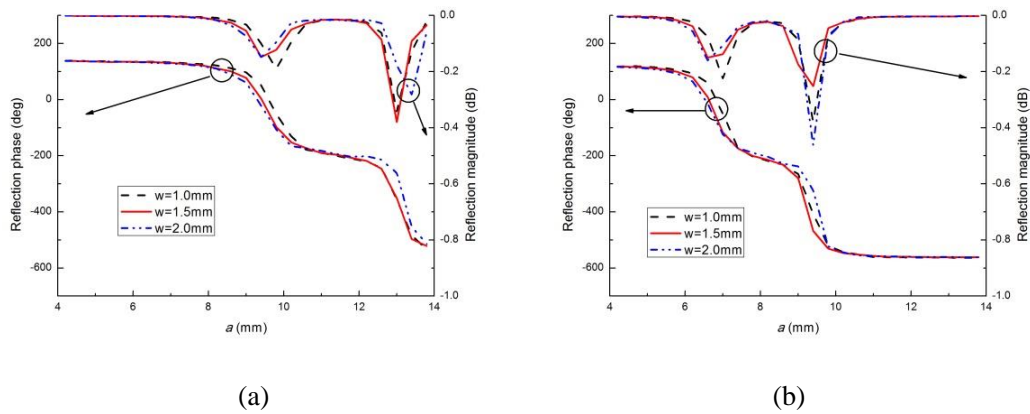 200
0
-200
-400
-600
Reflection phase (deg)
0.0
-0.2
-0.4
-0.6
-0.8
-1.0
Reflection magnitude (dB)
w=1.0mm
w=1.5mm
w=2.0mm
4 6 8 10 12 14
a (mm)
(a)
200
0
-200
-400
-600
Reflection phase (deg)
0.0
-0.2
-0.4
-0.6
-0.8
-1.0
Reflection magnitude (dB)
w=1.0mm
w=1.5mm
w=2.0mm
4 6 8 10 12 14
a (mm)
(b)